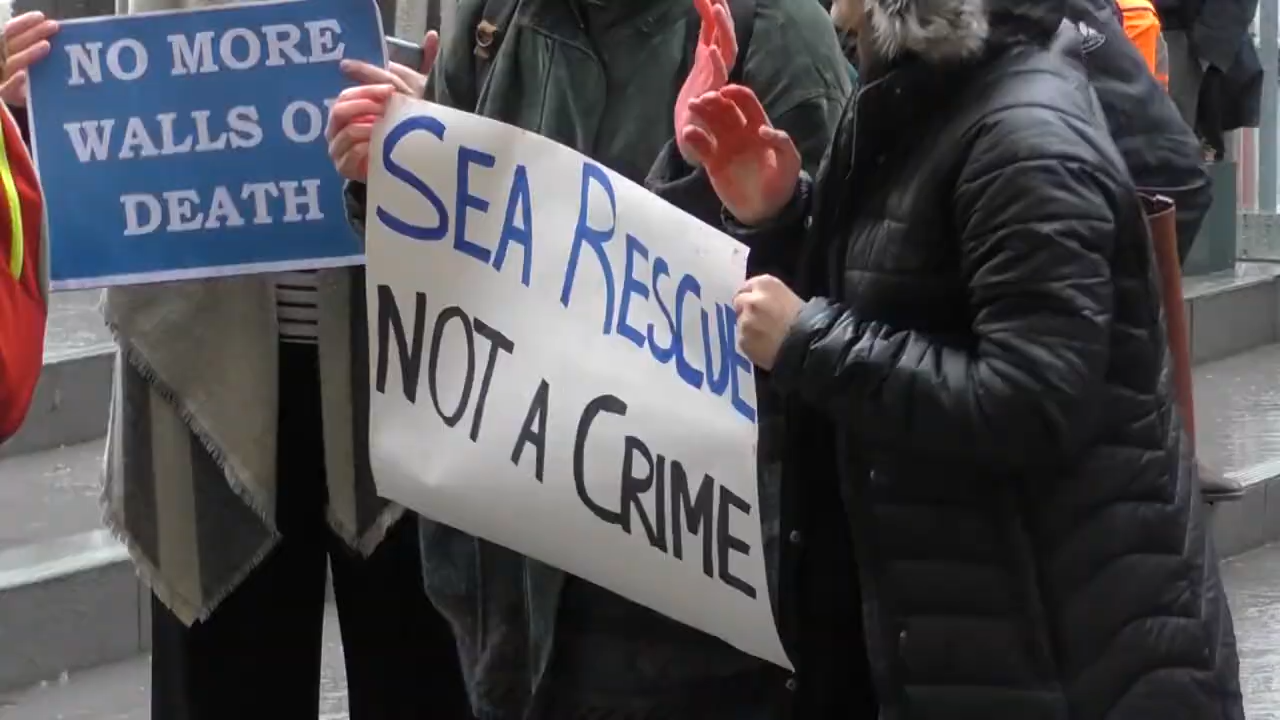 NO MORE
WALLS
DEATH
SEA RESCUE
NOT A CRIME